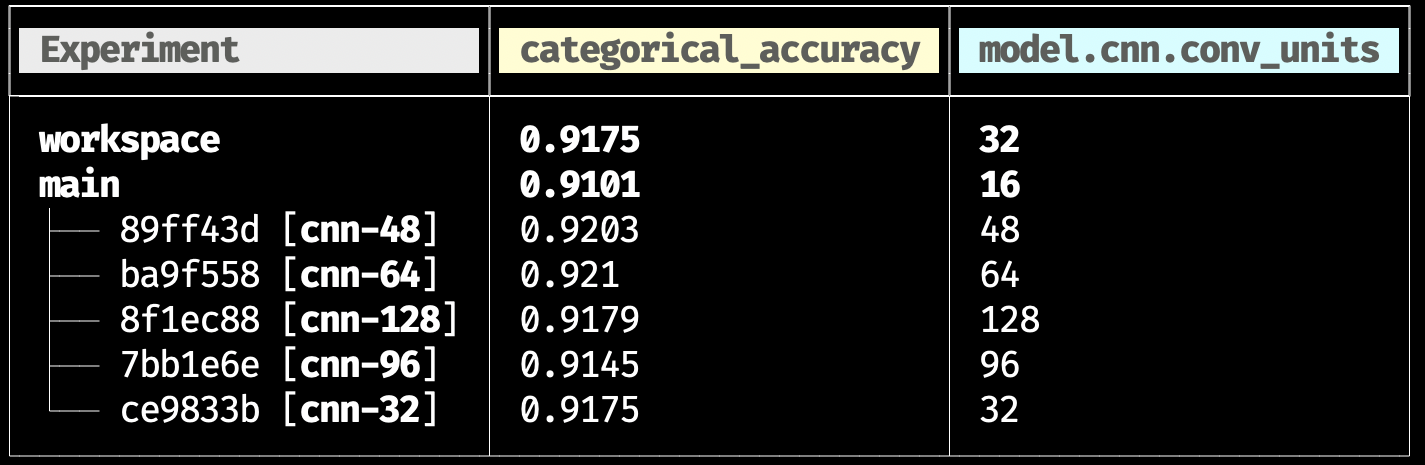 Experiment categorical_accuracy model.cnn.conv_units
workspace 0.9175 32
main 0.9101 16
89ff43d [cnn-48] 0.9203 48
ba9f558 [cnn-64] 0.921 64
8f1ec88 [cnn-128] 0.9179 128
7bb1e6e [cnn-96] 0.9145 96
ce9833b [cnn-32] 0.9175 32